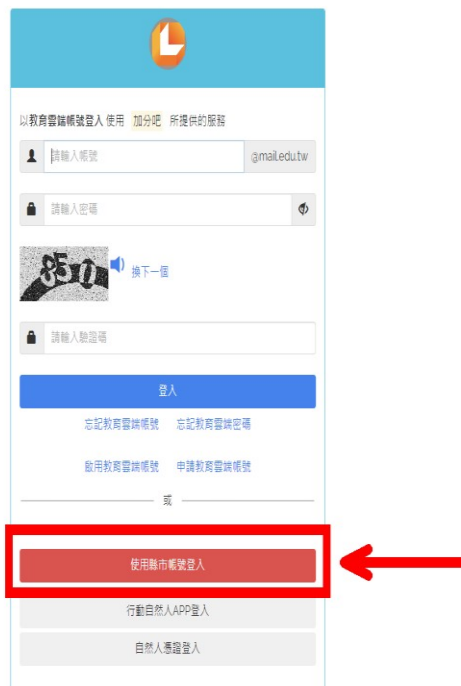 以教育雲端帳號登入 使用 加分吧 所提供的服務
請輸入帳號 @mail.edu.tw
請輸入密碼
換下一個
請輸入驗證碼
登入
忘記教育雲端帳號 忘記教育雲端密碼
啟用教育雲端帳號 申請教育雲端帳號
或
使用縣市帳號登入
行動自然人APP登入
自然人憑證登入